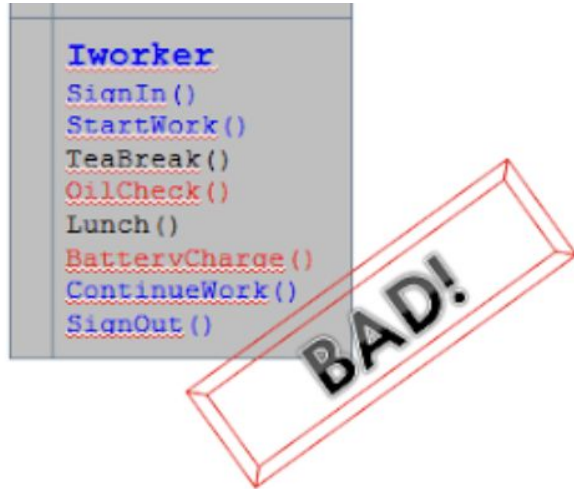 Iworker
SignIn()
StartWork()
TeaBreak()
OilCheck()
Lunch()
BatteryCharge()
ContinueWork()
SignOut()
BAD!